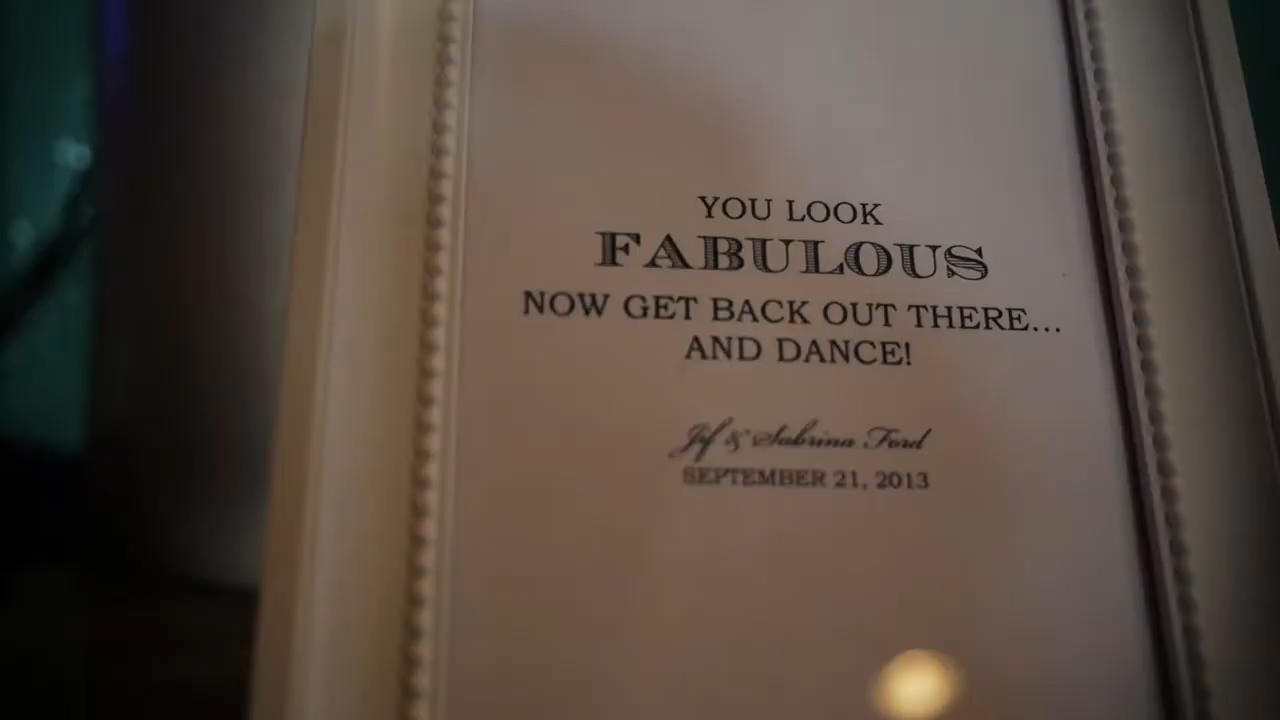 YOU LOOK
FABULOUS
NOW GET BACK OUT THERE...
AND DANCE!
Jef & Sabrina Ford
SEPTEMBER 21, 2013